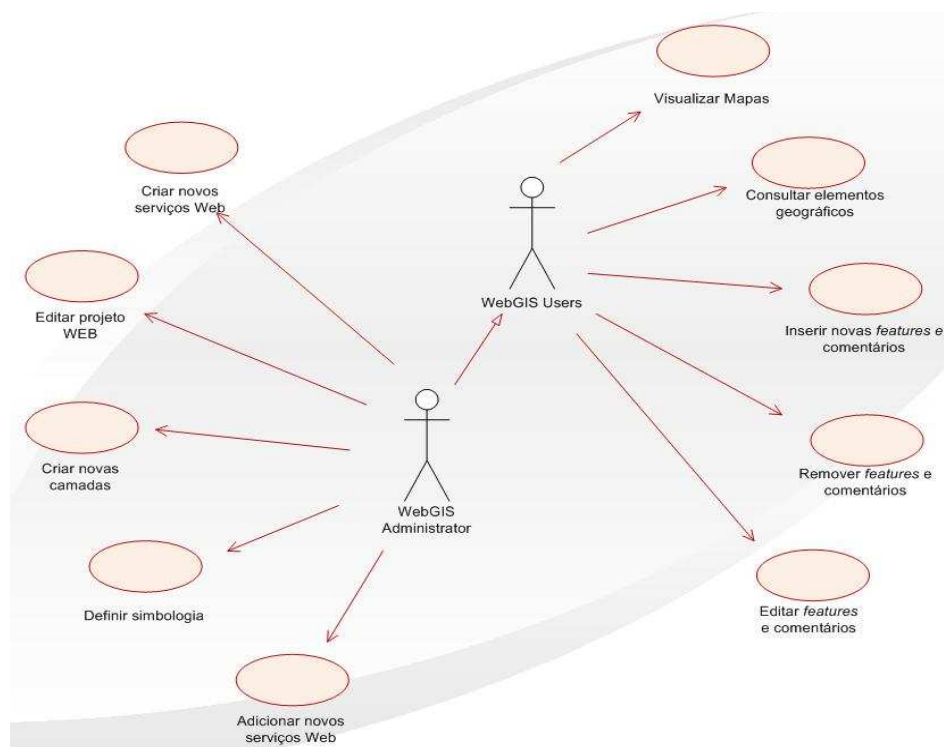 Visualizar Mapas
Criar novos
serviços Web
Consultar elementos
geográficos
Editar projeto
WEB
WebGIS Users
Inserir novas features e
comentários
Criar novas
camadas
WebGIS
Administrator
Remover features e
comentários
Definir simbologia
Editar features
e comentários
Adicionar novos
serviços Web